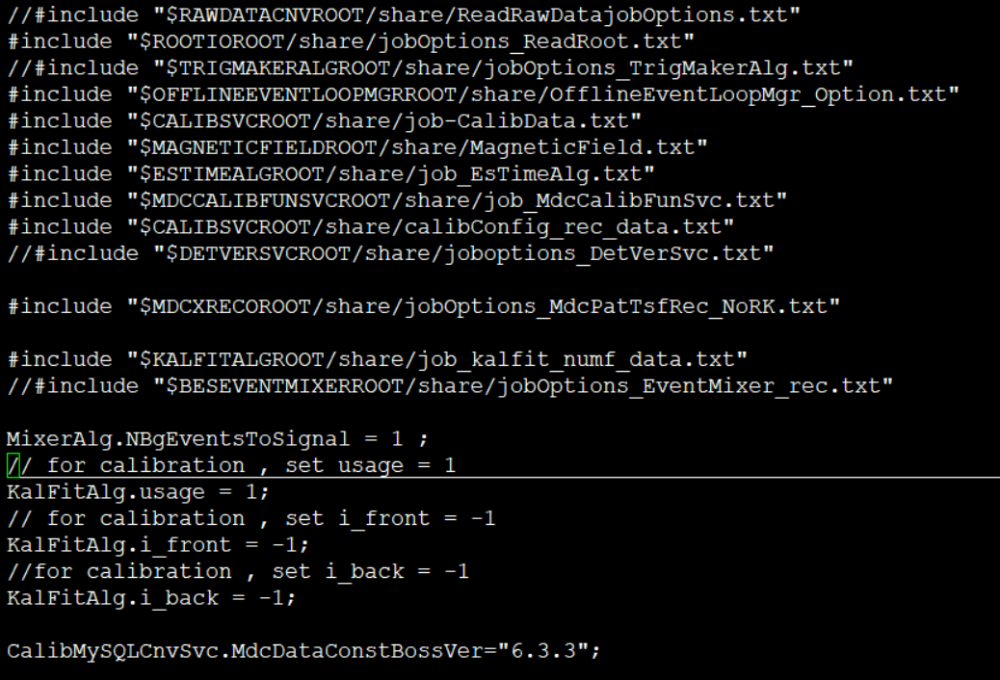 //#include "$RAWDATACNVROOT/share/ReadRawDatajobOptions.txt"
#include "$ROOTIOROOT/share/jobOptions_ReadRoot.txt"
//#include "$TRIGMAKERALGROOT/share/jobOptions_TrigMakerAlg.txt"
#include "$OFFLINEEVENTLOOPMGRROOT/share/OfflineEventLoopMgr_Option.txt"
#include "$CALIBSVCROOT/share/job-CalibData.txt"
#include "$MAGNETICFIELDROOT/share/MagneticField.txt"
#include "$ESTIMEALGROOT/share/job_EsTimeAlg.txt"
#include "$MDCCALIBFUNSVCROOT/share/job_MdcCalibFunSvc.txt"
#include "$CALIBSVCROOT/share/calibConfig_rec_data.txt"
//#include "$DETVERSVCROOT/share/joboptions_DetVerSvc.txt"
#include "$MDCXRECOROOT/share/jobOptions_MdcPatTsfRec_NoRK.txt"
#include "$KALFITALGROOT/share/job_kalfit_numf_data.txt"
//#include "$BESEVENTMIXERROOT/share/jobOptions_EventMixer_rec.txt"
MixerAlg.NBgEventsToSignal = 1 ;
// for calibration , set usage = 1
KalFitAlg.usage = 1;
// for calibration , set i_front = -1
KalFitAlg.i_front = -1;
//for calibration , set i_back = -1
KalFitAlg.i_back = -1;
CalibMySQLCnvSvc.MdcDataConstBossVer="6.3.3";